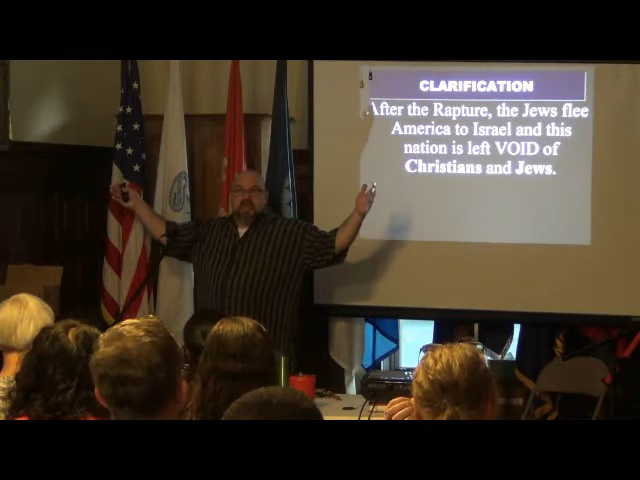 CLARIFICATION
After the Rapture, the Jews flee
America to Israel and this
nation is left VOID of
Christians and Jews.